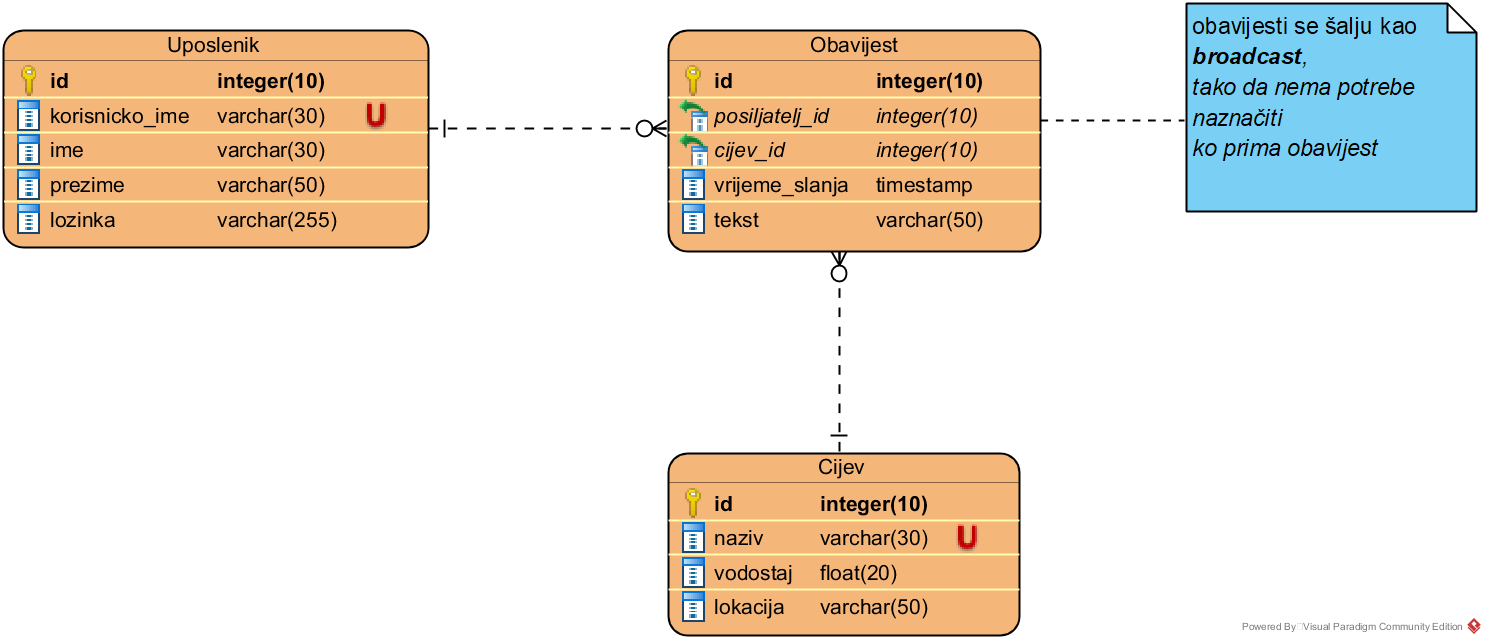 Uposlenik
id integer(10)
korisnicko_ime varchar(30) U
ime varchar(30)
prezime varchar(50)
lozinka varchar(255)
Obavijest
id integer(10)
posiljatelj_id integer(10)
cijev_id integer(10)
vrijeme_slanja timestamp
tekst varchar(50)
obavijesti se šalju kao
broadcast,
tako da nema potrebe
naznačiti
ko prima obavijest
Cijev
id integer(10)
naziv varchar(30) U
vodostaj float(20)
lokacija varchar(50)
Powered By Visual Paradigm Community Edition